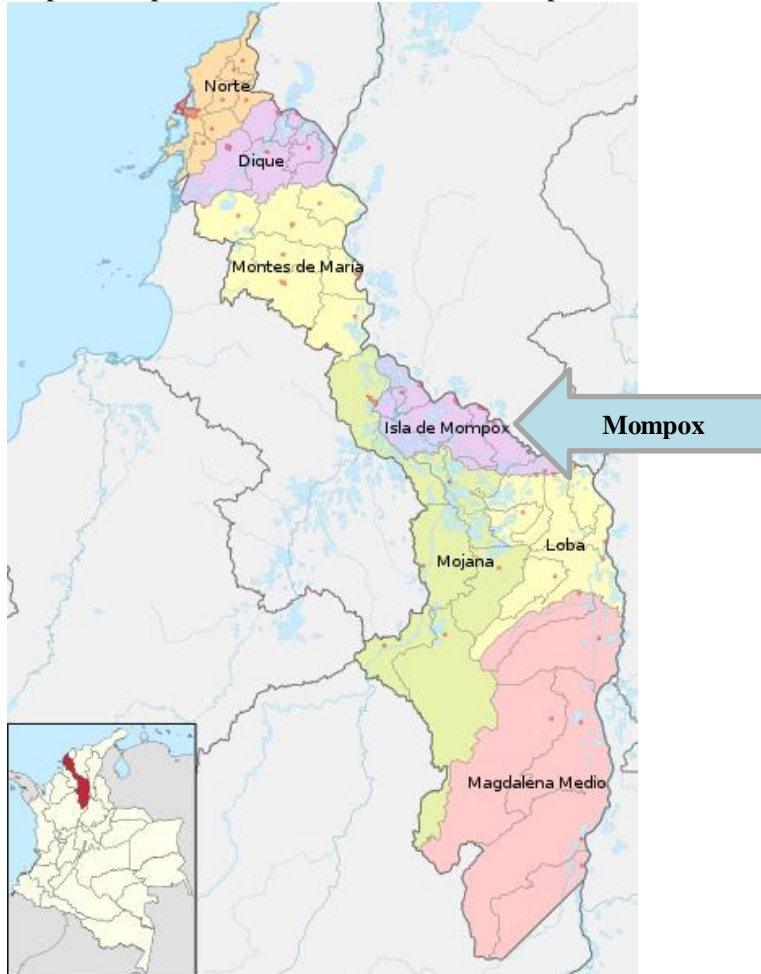 Norte
Dique
Montes de María
Isla de Mompox
Mompox
Loba
Mojana
Magdalena Medio